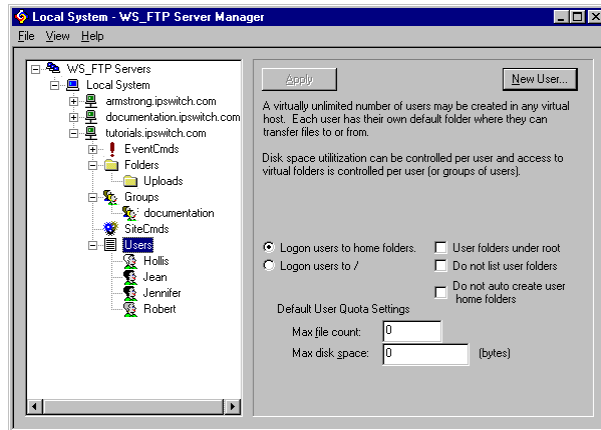 Local System - WS_FTP Server Manager
File View Help
WS_FTP Servers
Local System
armstrong.ipswitch.com
documentation.ipswitch.com
tutorials.ipswitch.com
EventCmds
Folders
Uploads
Groups
documentation
SiteCmds
Users
Hollis
Jean
Jennifer
Robert
Apply
New User...
A virtually unlimited number of users may be created in any virtual
host. Each user has their own default folder where they can
transfer files to or from.
Disk space utilitization can be controlled per user and access to
virtual folders is controlled per user (or groups of users).
Logon users to home folders.
User folders under root
Logon users to /
Do not list user folders
Do not auto create user
home folders
Default User Quota Settings
Max file count: 0
Max disk space: 0 (bytes)